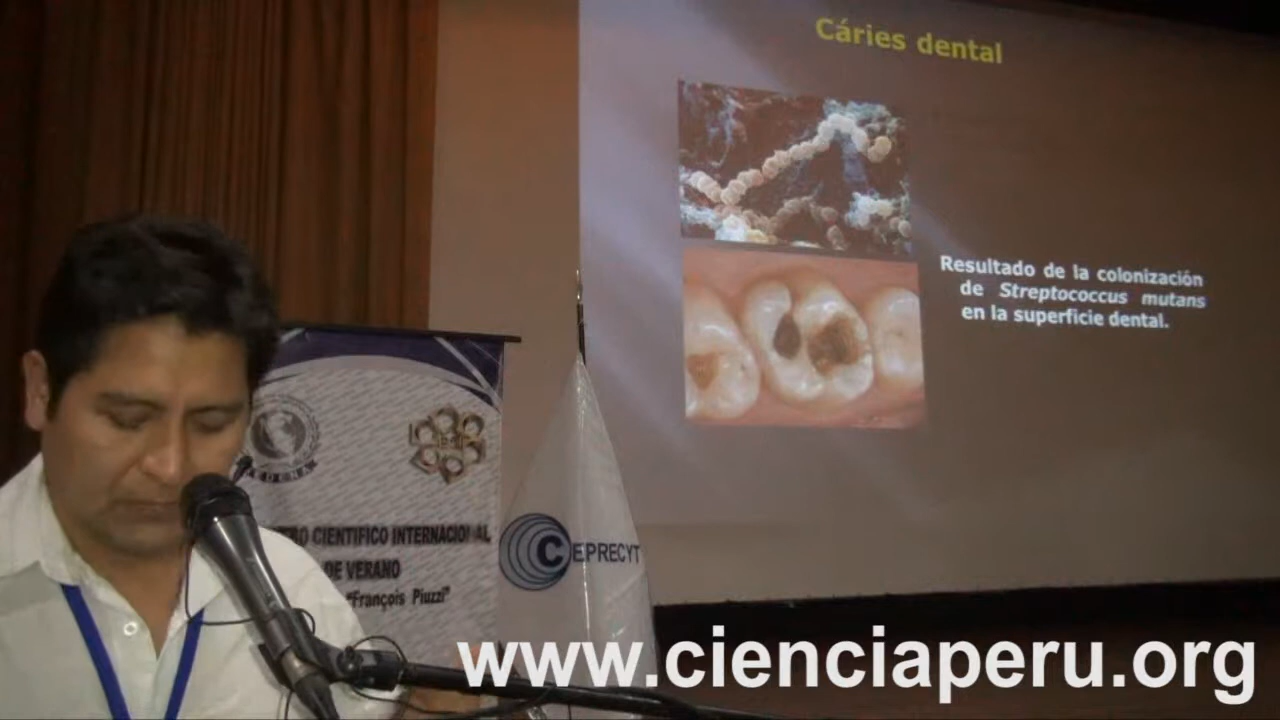 Cáries dental
Resultado de la colonización
de Streptococcus mutans
en la superficie dental.
CIENTIFICO INTERNACIONAL
DE VERANO
"François Piuzzi"
CEPRECYT
www.cienciaperu.org